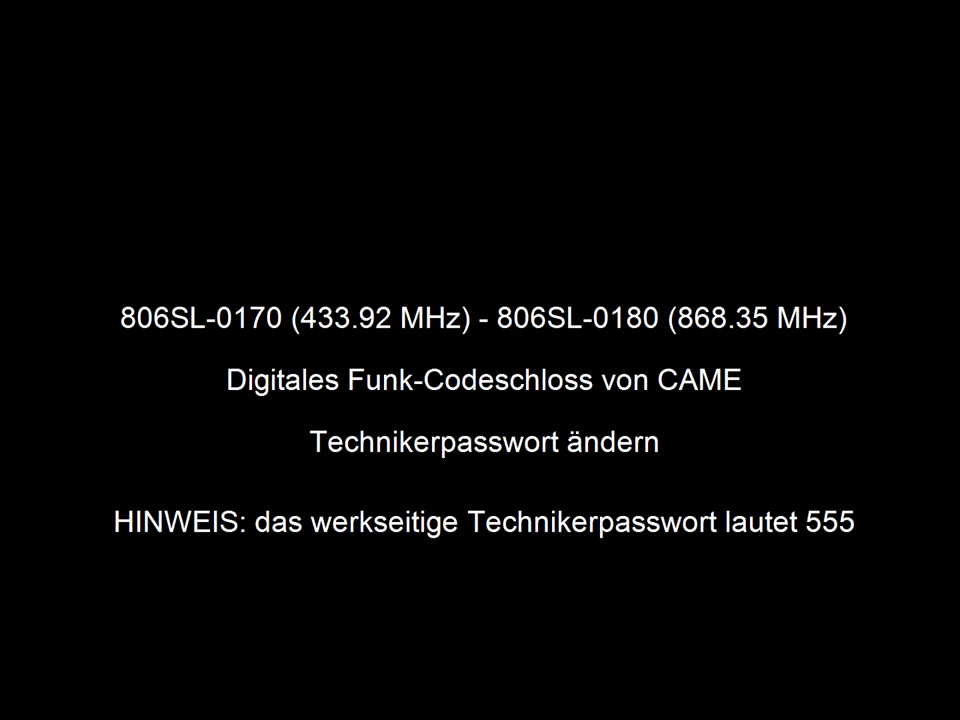 806SL-0170 (433.92 MHz) - 806SL-0180 (868.35 MHz)
Digitales Funk-Codeschloss von CAME
Technikerpasswort ändern
HINWEIS: das werkseitige Technikerpasswort lautet 555